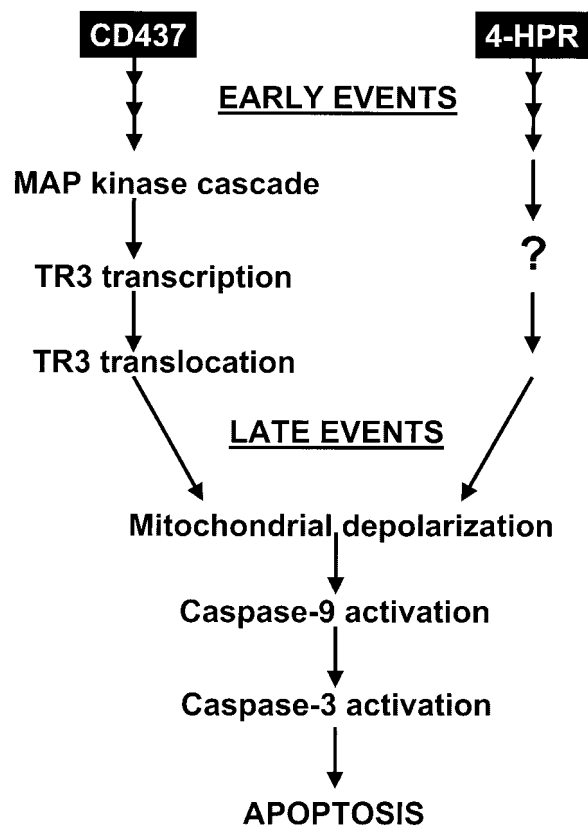 CD437
4-HPR
EARLY EVENTS
MAP kinase cascade
?
TR3 transcription
TR3 translocation
LATE EVENTS
Mitochondrial depolarization
Caspase-9 activation
Caspase-3 activation
APOPTOSIS